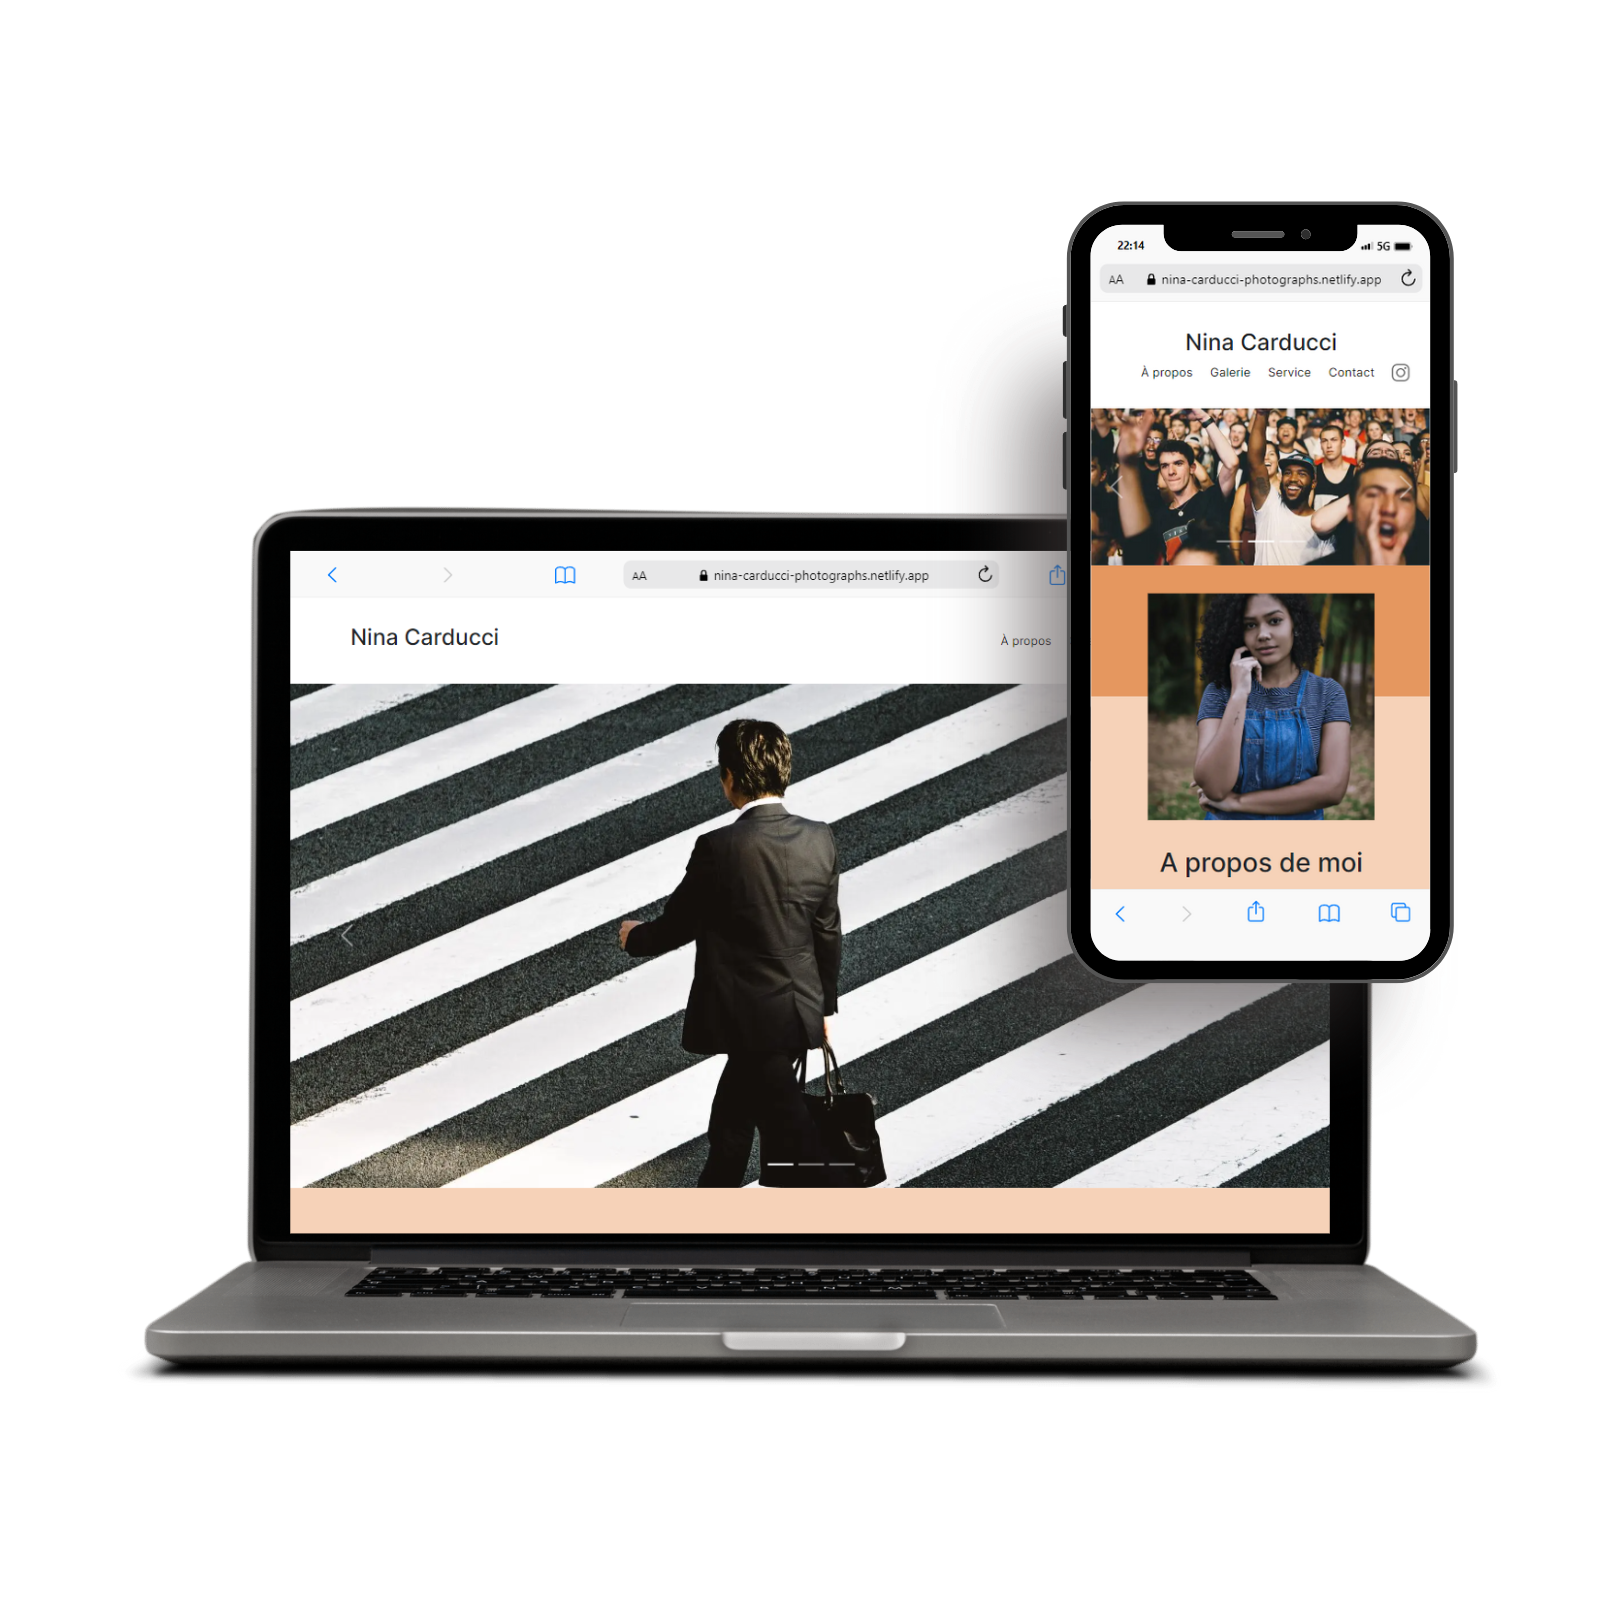 22:14
5G
AA nina-carducci-photographs.netlify.app
Nina Carducci
À propos Galerie Service Contact
A propos de moi
AA nina-carducci-photographs.netlify.app
Nina Carducci
À propos